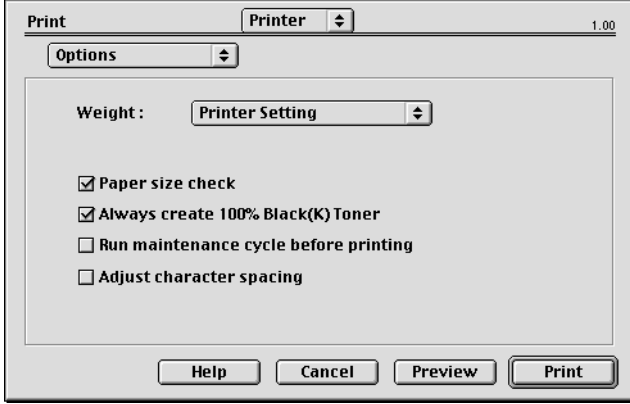 Print Printer 1.00
Options
Weight : Printer Setting
Paper size check
Always create 100% Black(K) Toner
Run maintenance cycle before printing
Adjust character spacing
Help Cancel Preview Print